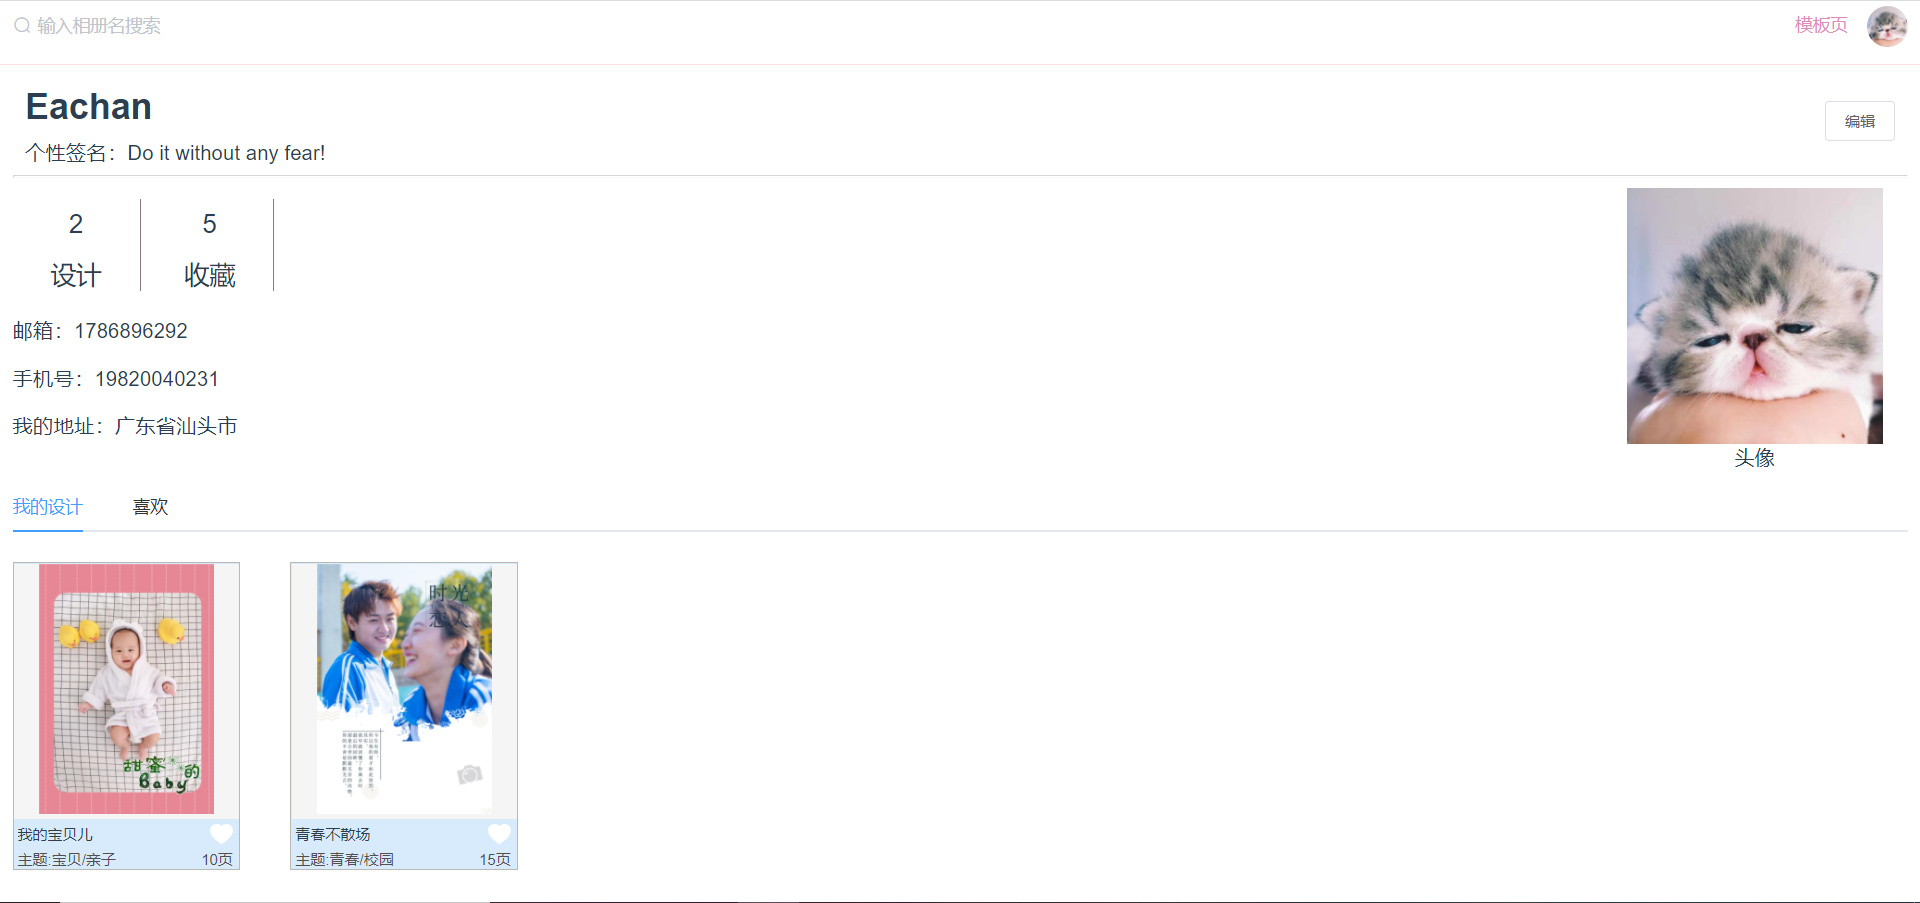 输入相册名搜索
模板页
Eachan
编辑
个性签名：Do it without any fear!
2
5
设计
收藏
邮箱：1786896292
手机号：19820040231
我的地址：广东省汕头市
头像
我的设计
喜欢
时光
恋人
甜蜜的
Baby
我的宝贝儿
主题:宝贝/亲子
10页
青春不散场
主题:青春/校园
15页